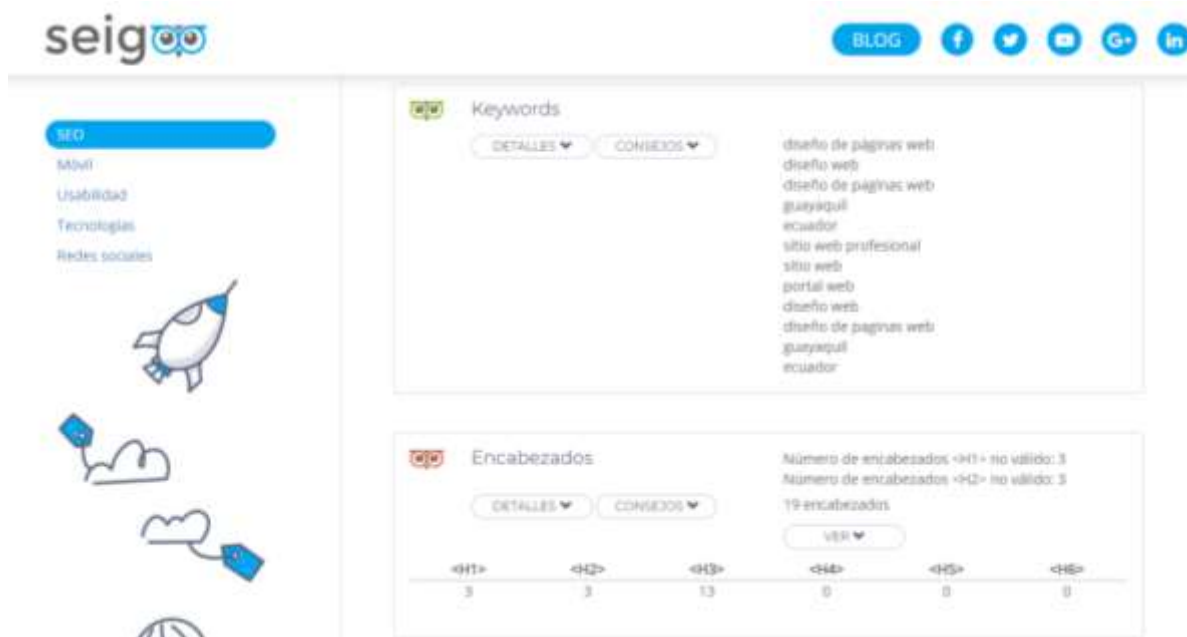 seigoo
BLOG
SEO
Móvil
Usabilidad
Tecnologías
Redes sociales
Keywords
DETALLES CONSEJOS
diseño de páginas web
diseño web
diseño de paginas web
guayaquil
ecuador
sitio web profesional
sitio web
portal web
diseño web
diseño de paginas web
guayaquil
ecuador
Encabezados
DETALLES CONSEJOS
Número de encabezados <H1> no válido: 3
Número de encabezados <H2> no válido: 3
19 encabezados
VER
<H1> <H2> <H3> <H4> <H5> <H6>
3 3 13 0 0 0